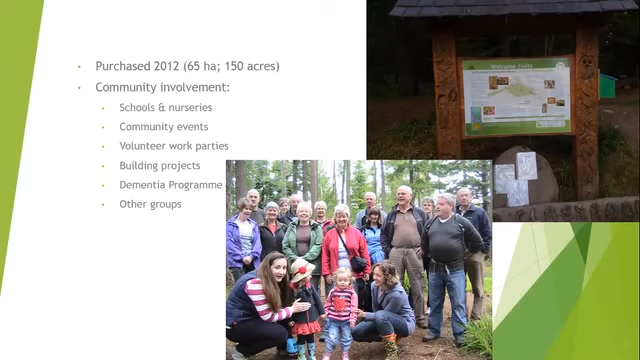 Purchased 2012 (65 ha; 150 acres)
Community involvement:
Schools & nurseries
Community events
Volunteer work parties
Building projects
Dementia Programme
Other groups
Welcome